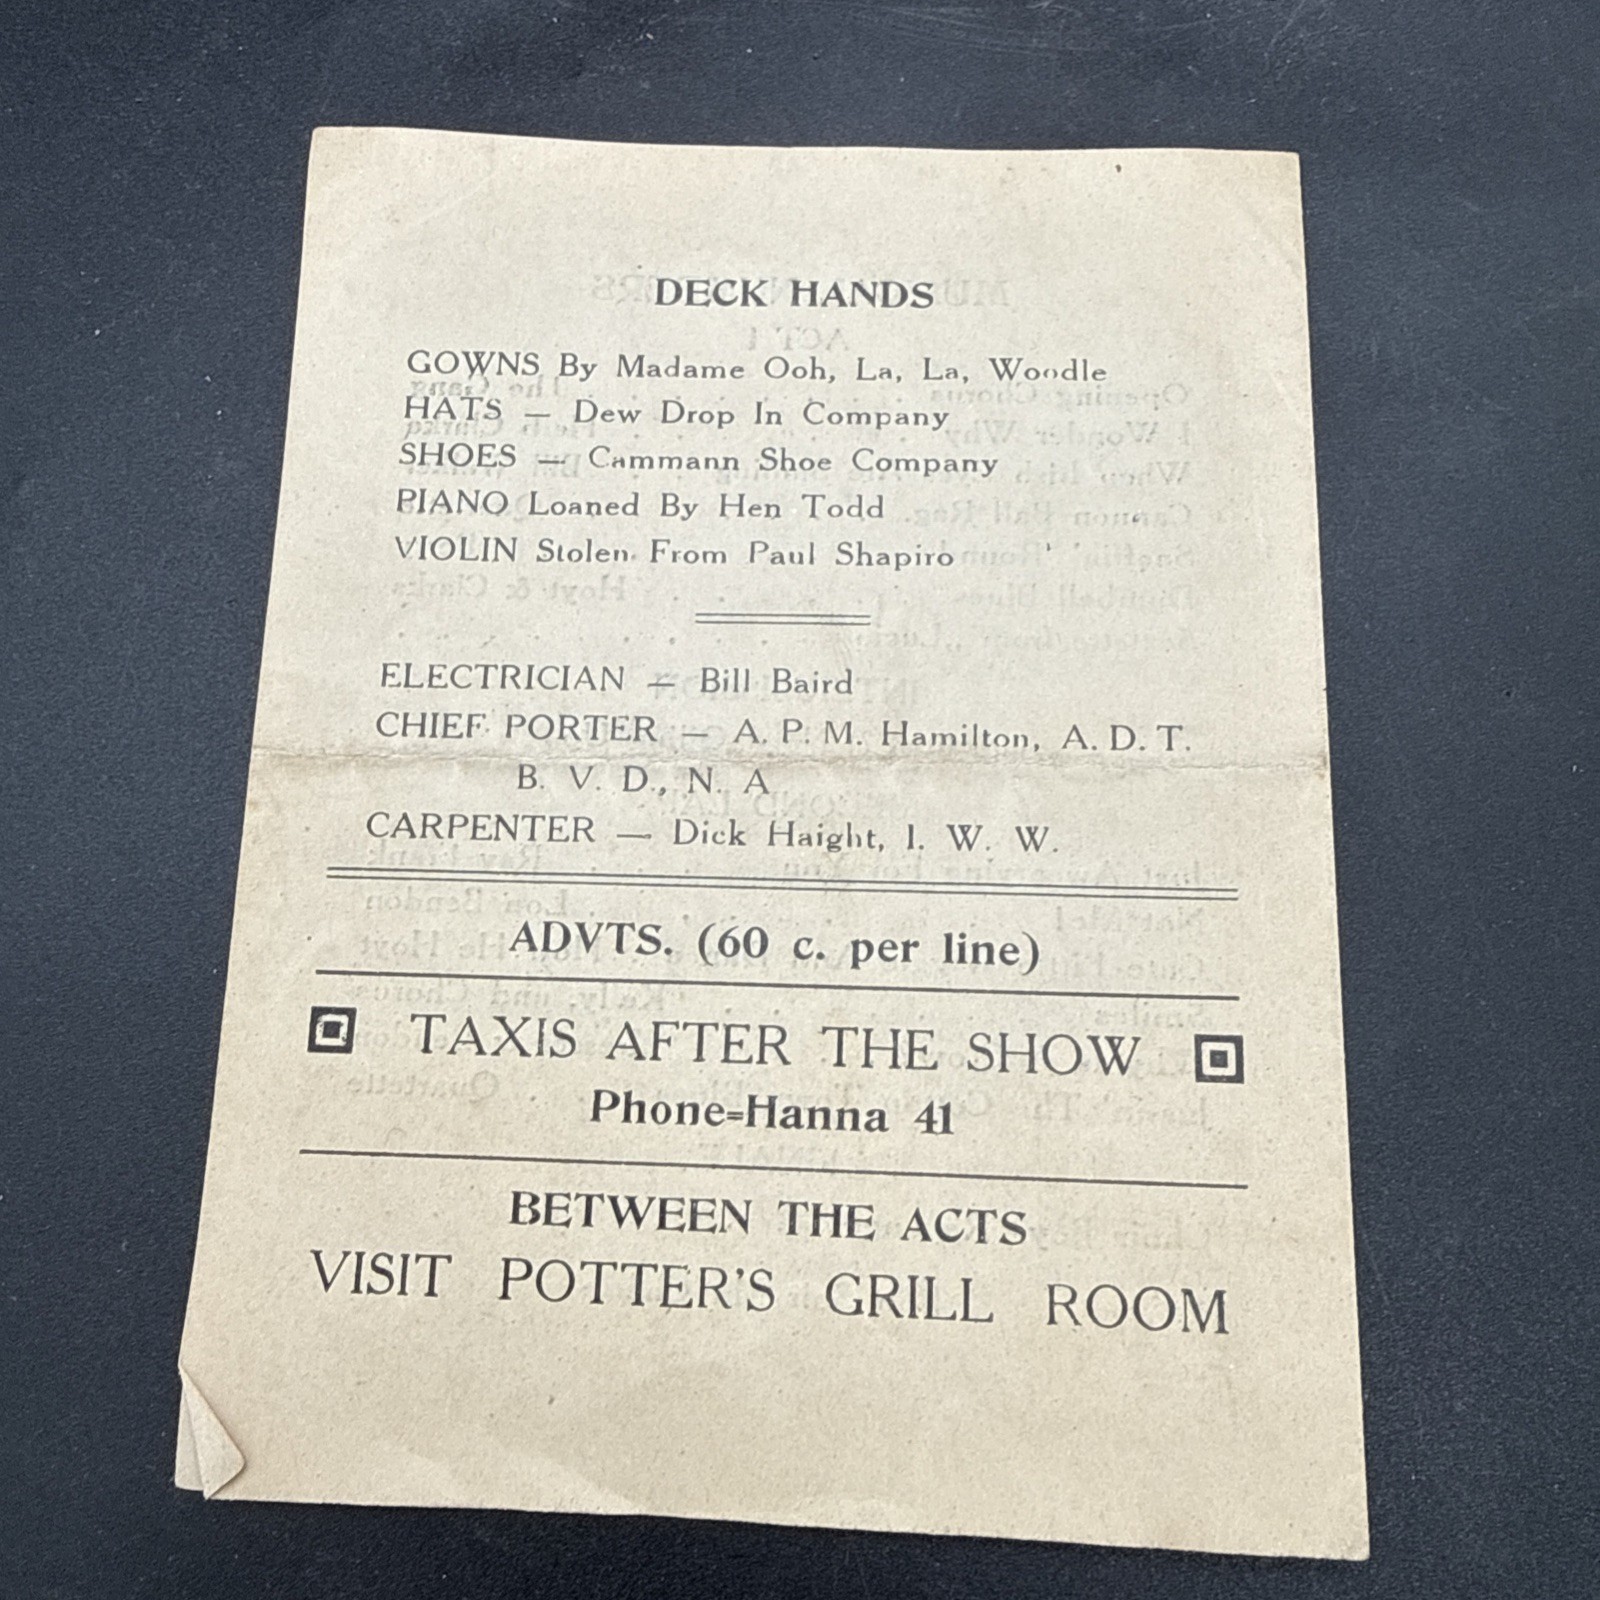 DECK HANDS
GOWNS By Madame Ooh, La, La, Woodle
HATS — Dew Drop In Company
SHOES — Cammann Shoe Company
PIANO Loaned By Hen Todd
VIOLIN Stolen From Paul Shapiro
ELECTRICIAN — Bill Baird
CHIEF PORTER — A. P. M. Hamilton, A. D. T.
B. V. D., N. A
CARPENTER — Dick Haight, I. W. W.
ADVTS. (60 c. per line)
TAXIS AFTER THE SHOW
Phone=Hanna 41
BETWEEN THE ACTS
VISIT POTTER'S GRILL ROOM